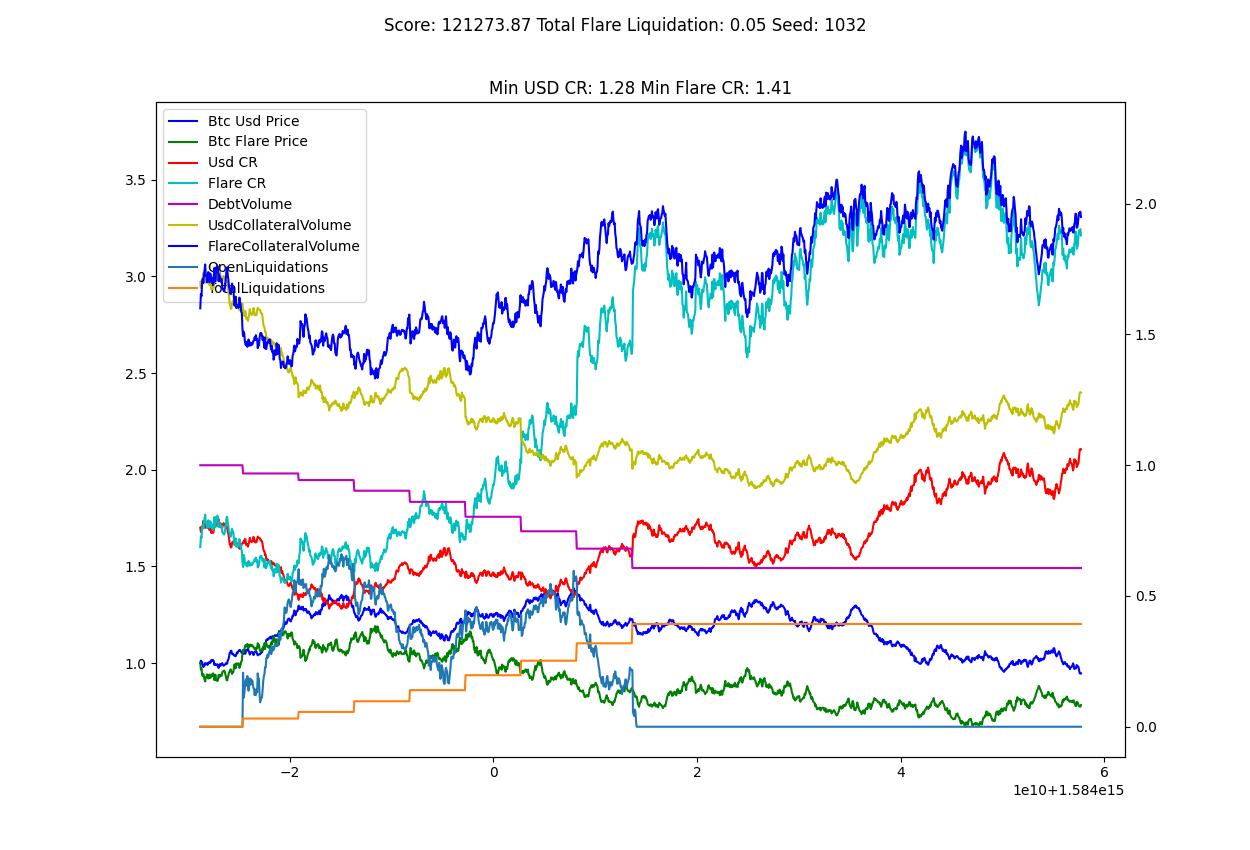 Score: 121273.87 Total Flare Liquidation: 0.05 Seed: 1032
Min USD CR: 1.28 Min Flare CR: 1.41
Btc Usd Price
Btc Flare Price
Usd CR
Flare CR
DebtVolume
UsdCollateralVolume
FlareCollateralVolume
OpenLiquidations
TotalLiquidations
3.5
3.0
2.5
2.0
1.5
1.0
2.0
1.5
1.0
0.5
0.0
−2
0
2
4
6
1e10+1.584e15